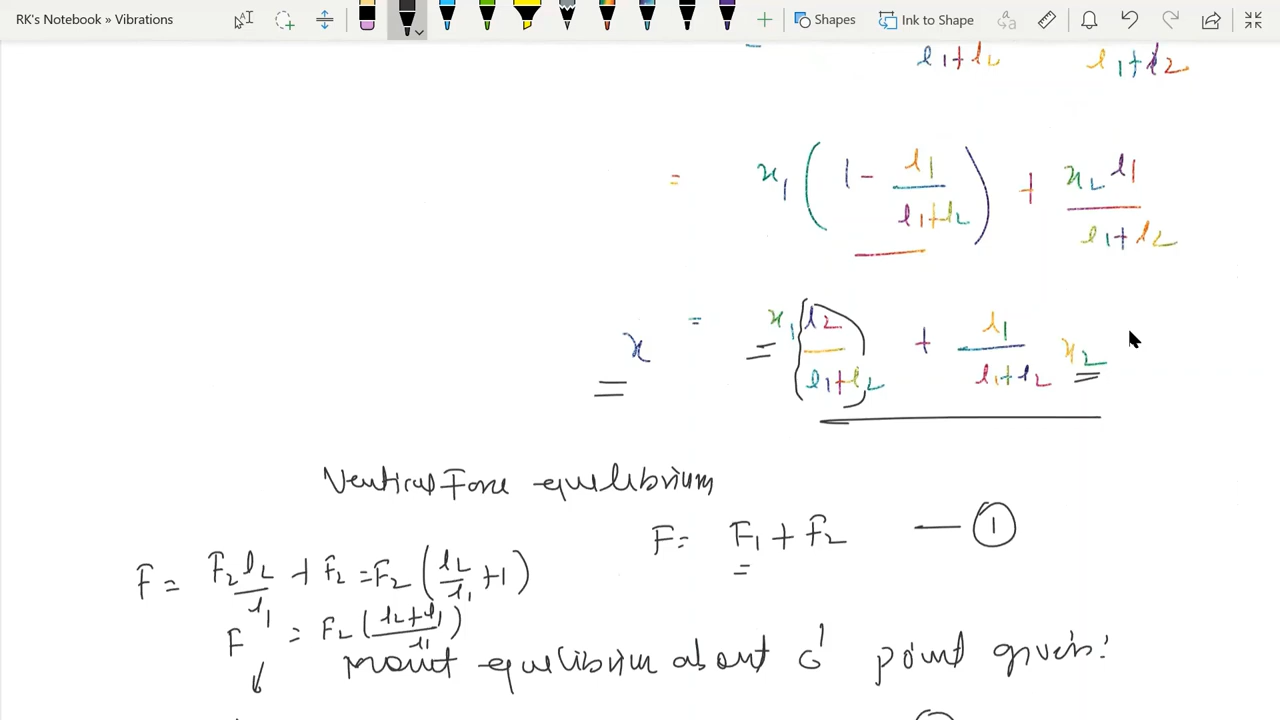 RK's Notebook » Vibrations Shapes Ink to Shape
= l1+l2 l1+l2
= x1 ( 1 - l1/(l1+l2) ) + x2 l1/(l1+l2)
x = = x1 ( l2/(l1+l2) ) + l1/(l1+l2) x2
=
Vertical Force equilibrium
F = F1 + F2 — 1
F = F2 l2/l1 + F2 = F2 ( l2/l1 + 1 )
F = F2 ( (l2+l1)/l1 )
moment equilibrium about o' point gives: